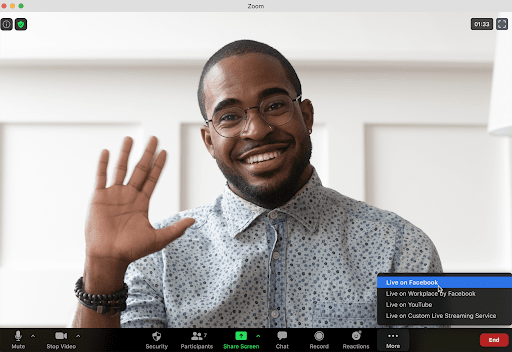 Zoom
01:33
Live on Facebook
Live on Workplace by Facebook
Live on YouTube
Live on Custom Live Streaming Service
Mute
Stop Video
Security
Participants
7
Share Screen
Chat
Record
Reactions
More
End